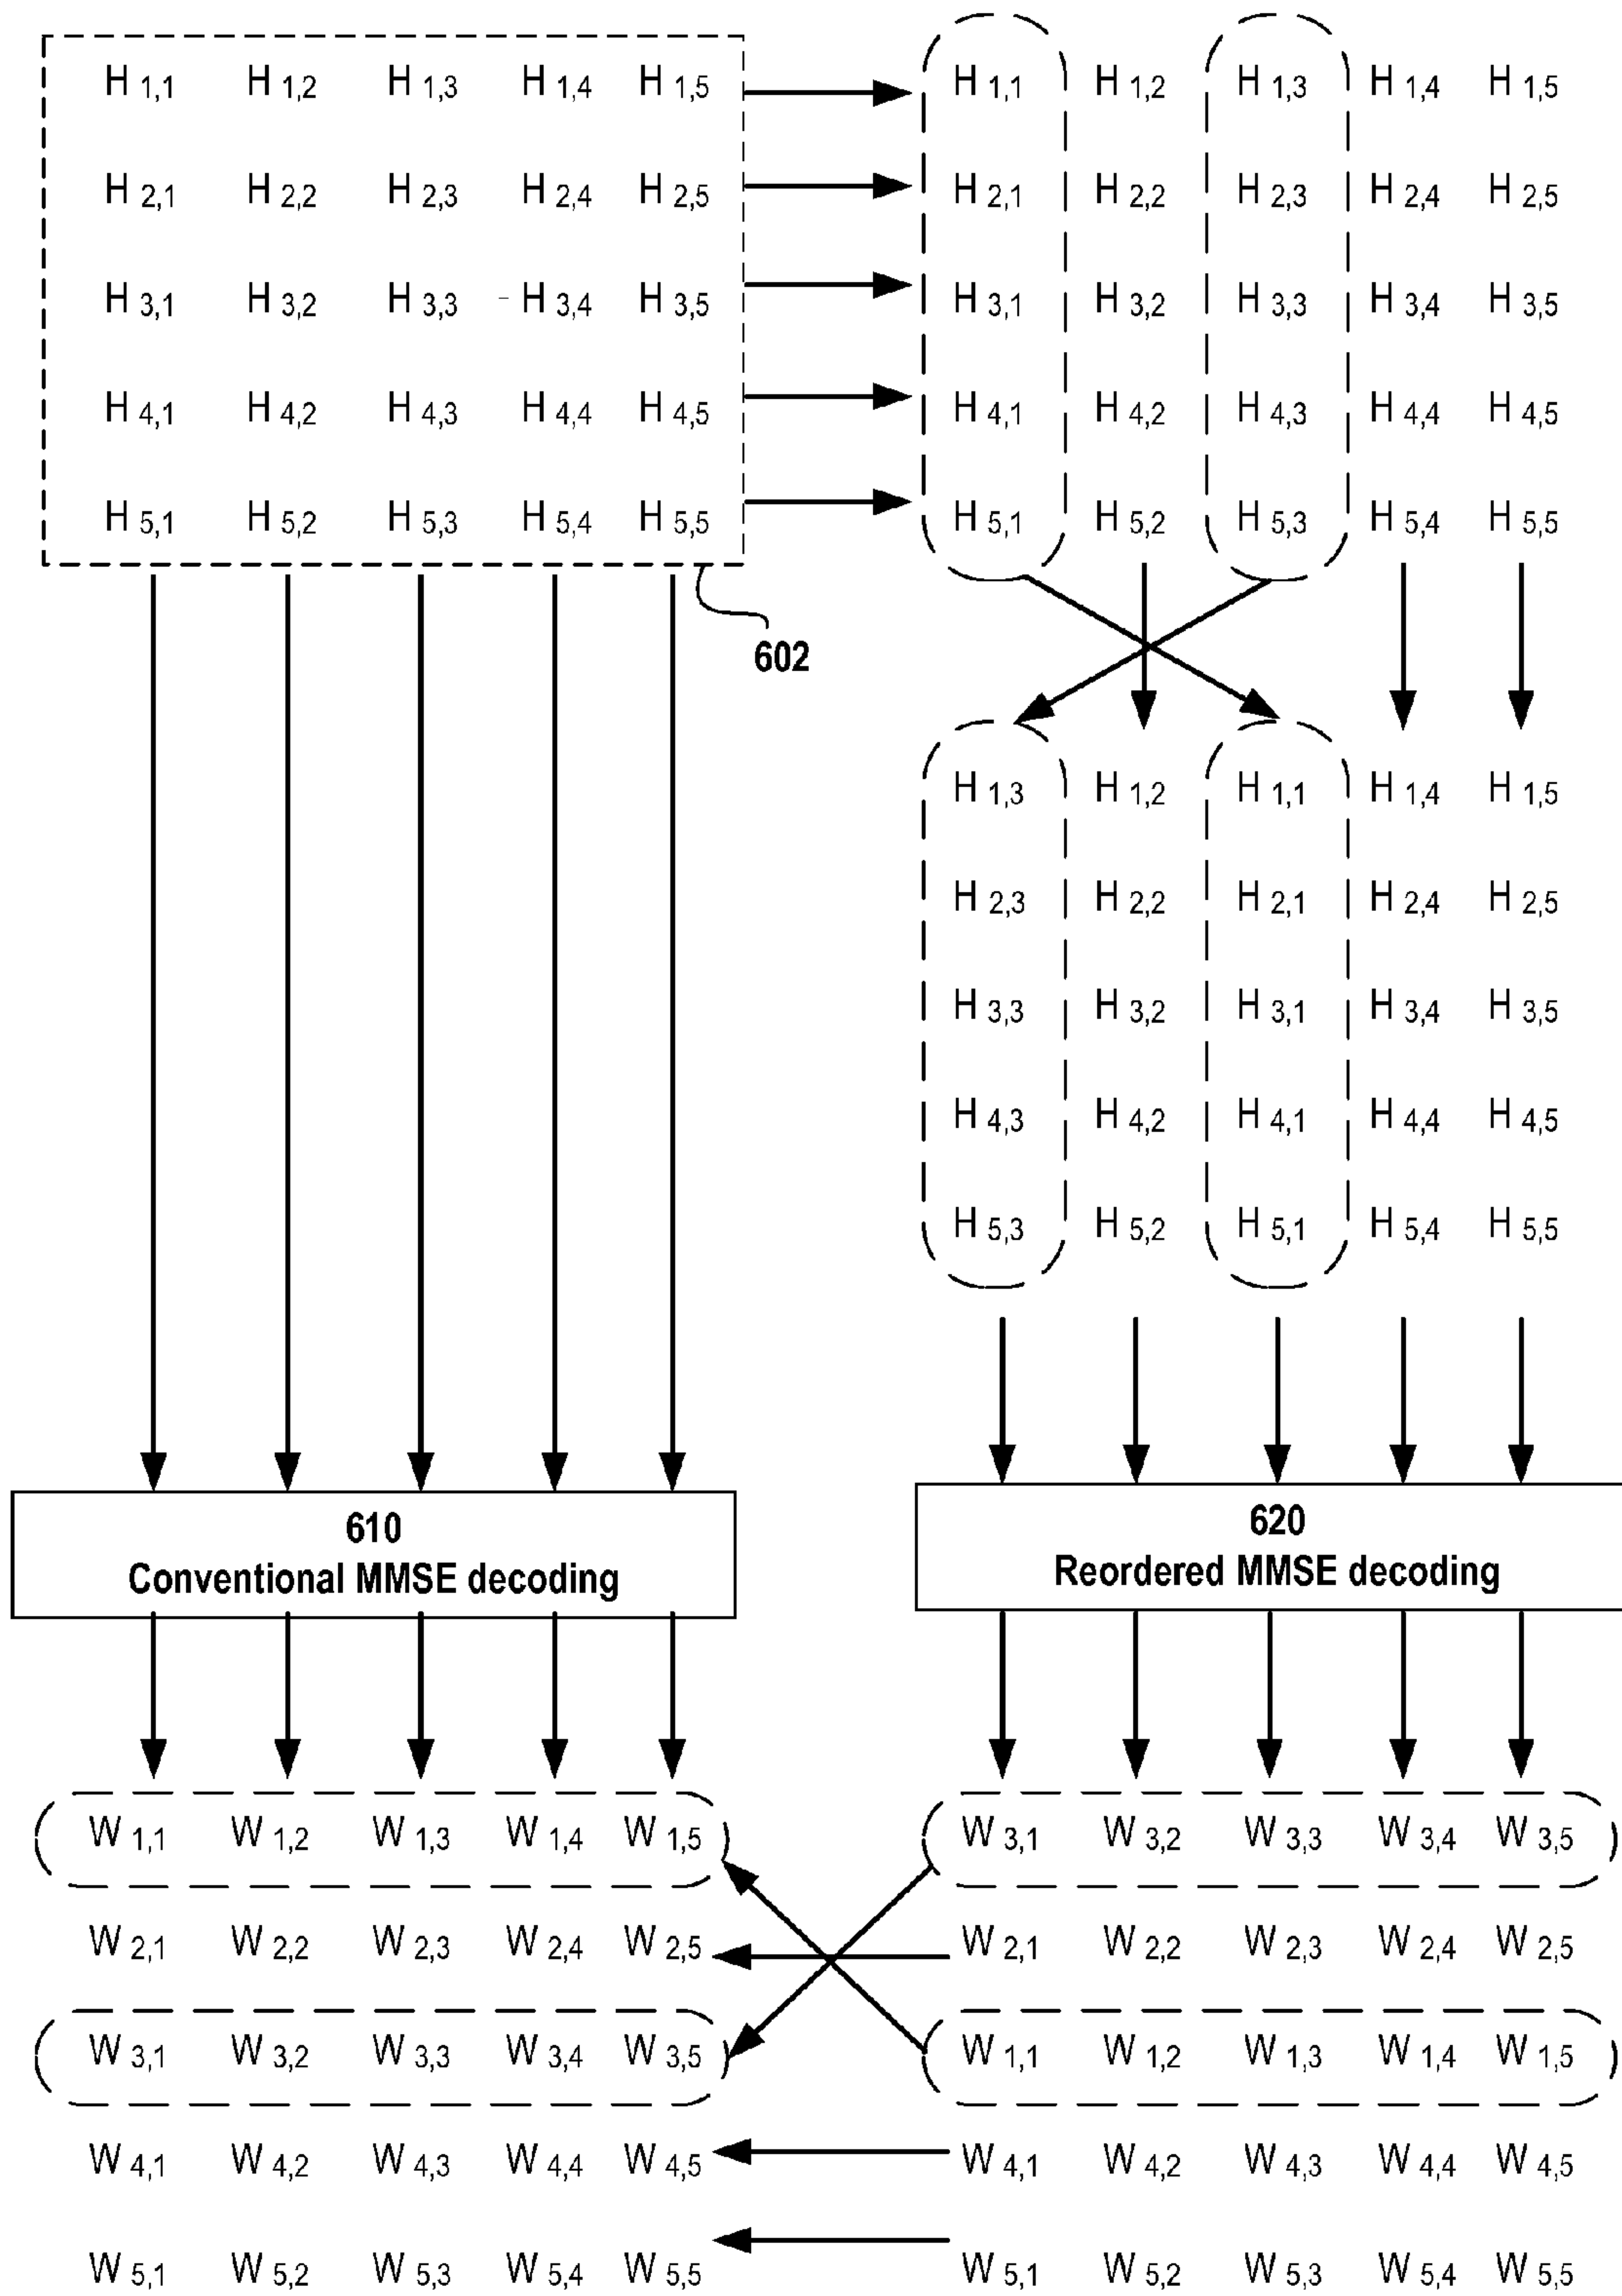 H 1,1 H 1,2 H 1,3 H 1,4 H 1,5 H 1,1 H 1,2 H 1,3 H 1,4 H 1,5
H 2,1 H 2,2 H 2,3 H 2,4 H 2,5 H 2,1 H 2,2 H 2,3 H 2,4 H 2,5
H 3,1 H 3,2 H 3,3 H 3,4 H 3,5 H 3,1 H 3,2 H 3,3 H 3,4 H 3,5
H 4,1 H 4,2 H 4,3 H 4,4 H 4,5 H 4,1 H 4,2 H 4,3 H 4,4 H 4,5
H 5,1 H 5,2 H 5,3 H 5,4 H 5,5 H 5,1 H 5,2 H 5,3 H 5,4 H 5,5
602
H 1,3 H 1,2 H 1,1 H 1,4 H 1,5
H 2,3 H 2,2 H 2,1 H 2,4 H 2,5
H 3,3 H 3,2 H 3,1 H 3,4 H 3,5
H 4,3 H 4,2 H 4,1 H 4,4 H 4,5
H 5,3 H 5,2 H 5,1 H 5,4 H 5,5
610
Conventional MMSE decoding
620
Reordered MMSE decoding
W 1,1 W 1,2 W 1,3 W 1,4 W 1,5 W 3,1 W 3,2 W 3,3 W 3,4 W 3,5
W 2,1 W 2,2 W 2,3 W 2,4 W 2,5 W 2,1 W 2,2 W 2,3 W 2,4 W 2,5
W 3,1 W 3,2 W 3,3 W 3,4 W 3,5 W 1,1 W 1,2 W 1,3 W 1,4 W 1,5
W 4,1 W 4,2 W 4,3 W 4,4 W 4,5 W 4,1 W 4,2 W 4,3 W 4,4 W 4,5
W 5,1 W 5,2 W 5,3 W 5,4 W 5,5 W 5,1 W 5,2 W 5,3 W 5,4 W 5,5